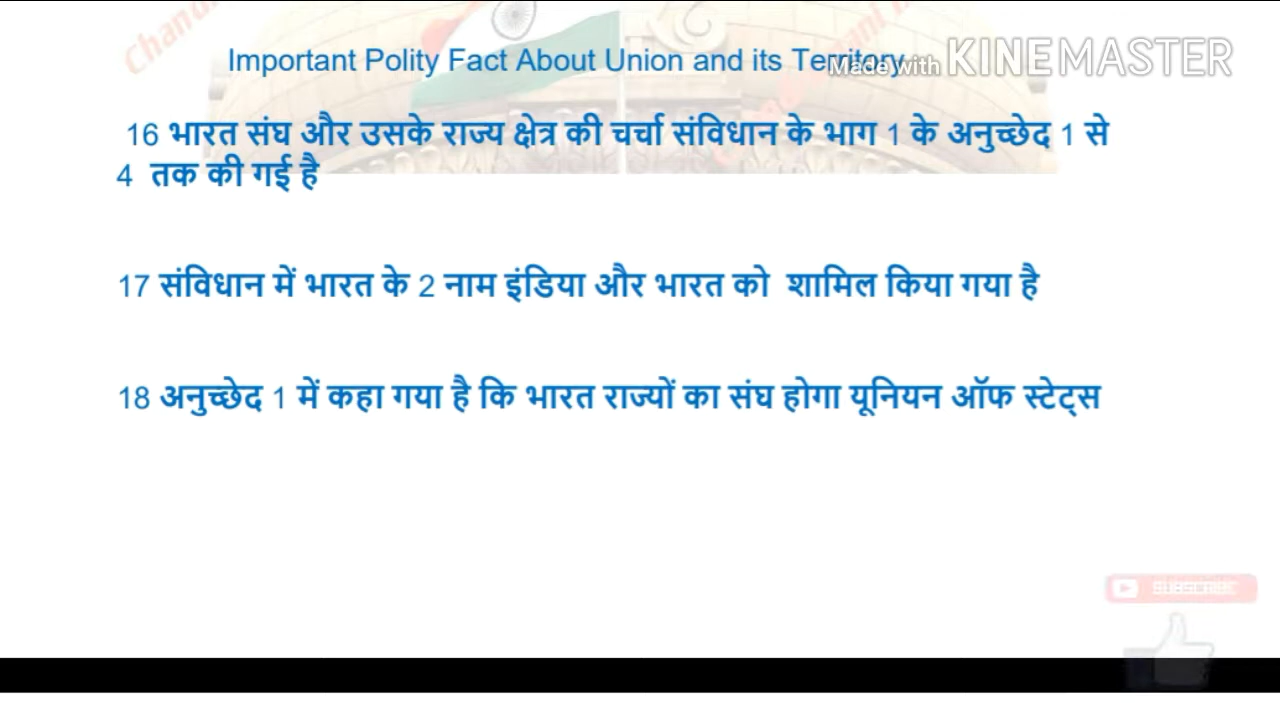 Important Polity Fact About Union and its Territory
Made with KINEMASTER
16 भारत संघ और उसके राज्य क्षेत्र की चर्चा संविधान के भाग 1 के अनुच्छेद 1 से
4 तक की गई है
17 संविधान में भारत के 2 नाम इंडिया और भारत को शामिल किया गया है
18 अनुच्छेद 1 में कहा गया है कि भारत राज्यों का संघ होगा यूनियन ऑफ स्टेट्स
SUBSCRIBE